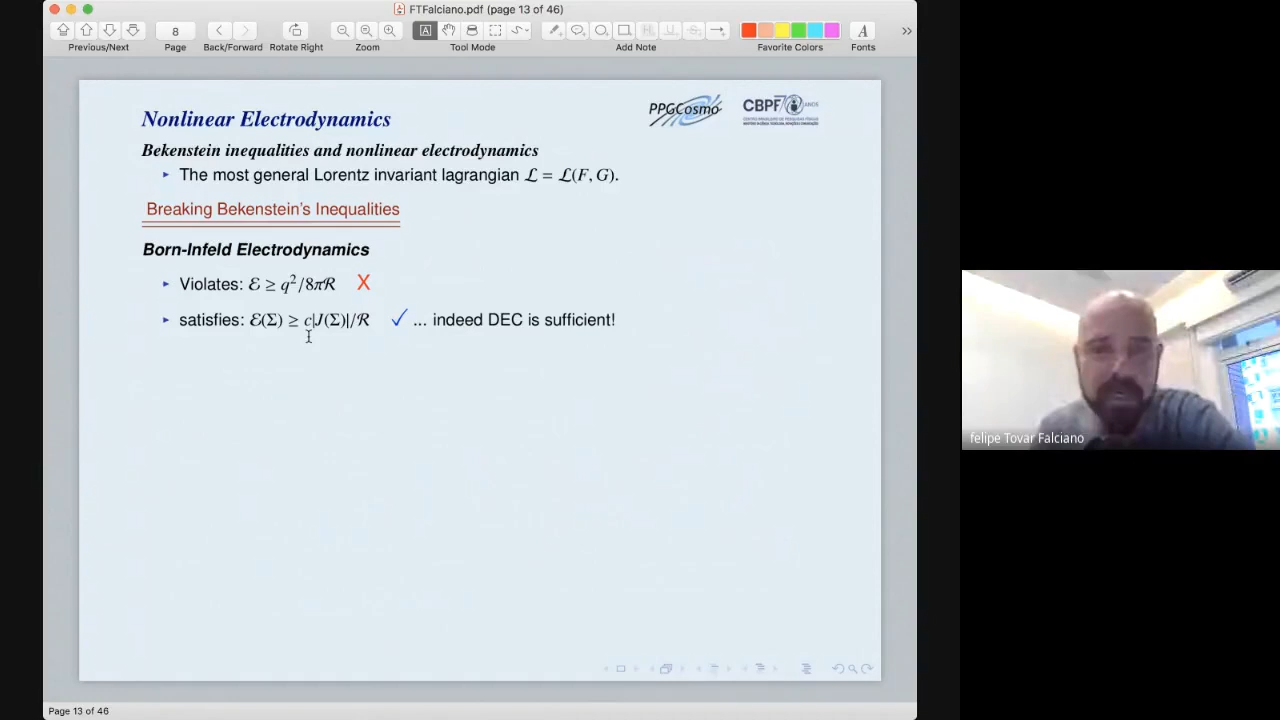 FTFalciano.pdf (page 13 of 46)
8
Previous/Next
Page
Back/Forward
Rotate Right
Zoom
Tool Mode
Add Note
Favorite Colors
Fonts
Nonlinear Electrodynamics
PPGCosmo
CBPF
Bekenstein inequalities and nonlinear electrodynamics
The most general Lorentz invariant lagrangian ℒ = ℒ(F, G).
Breaking Bekenstein's Inequalities
Born-Infeld Electrodynamics
Violates: ℰ ≥ q²/8πℛ X
satisfies: ℰ(Σ) ≥ c|J(Σ)|/ℛ ✓ ... indeed DEC is sufficient!
felipe Tovar Falciano
Page 13 of 46